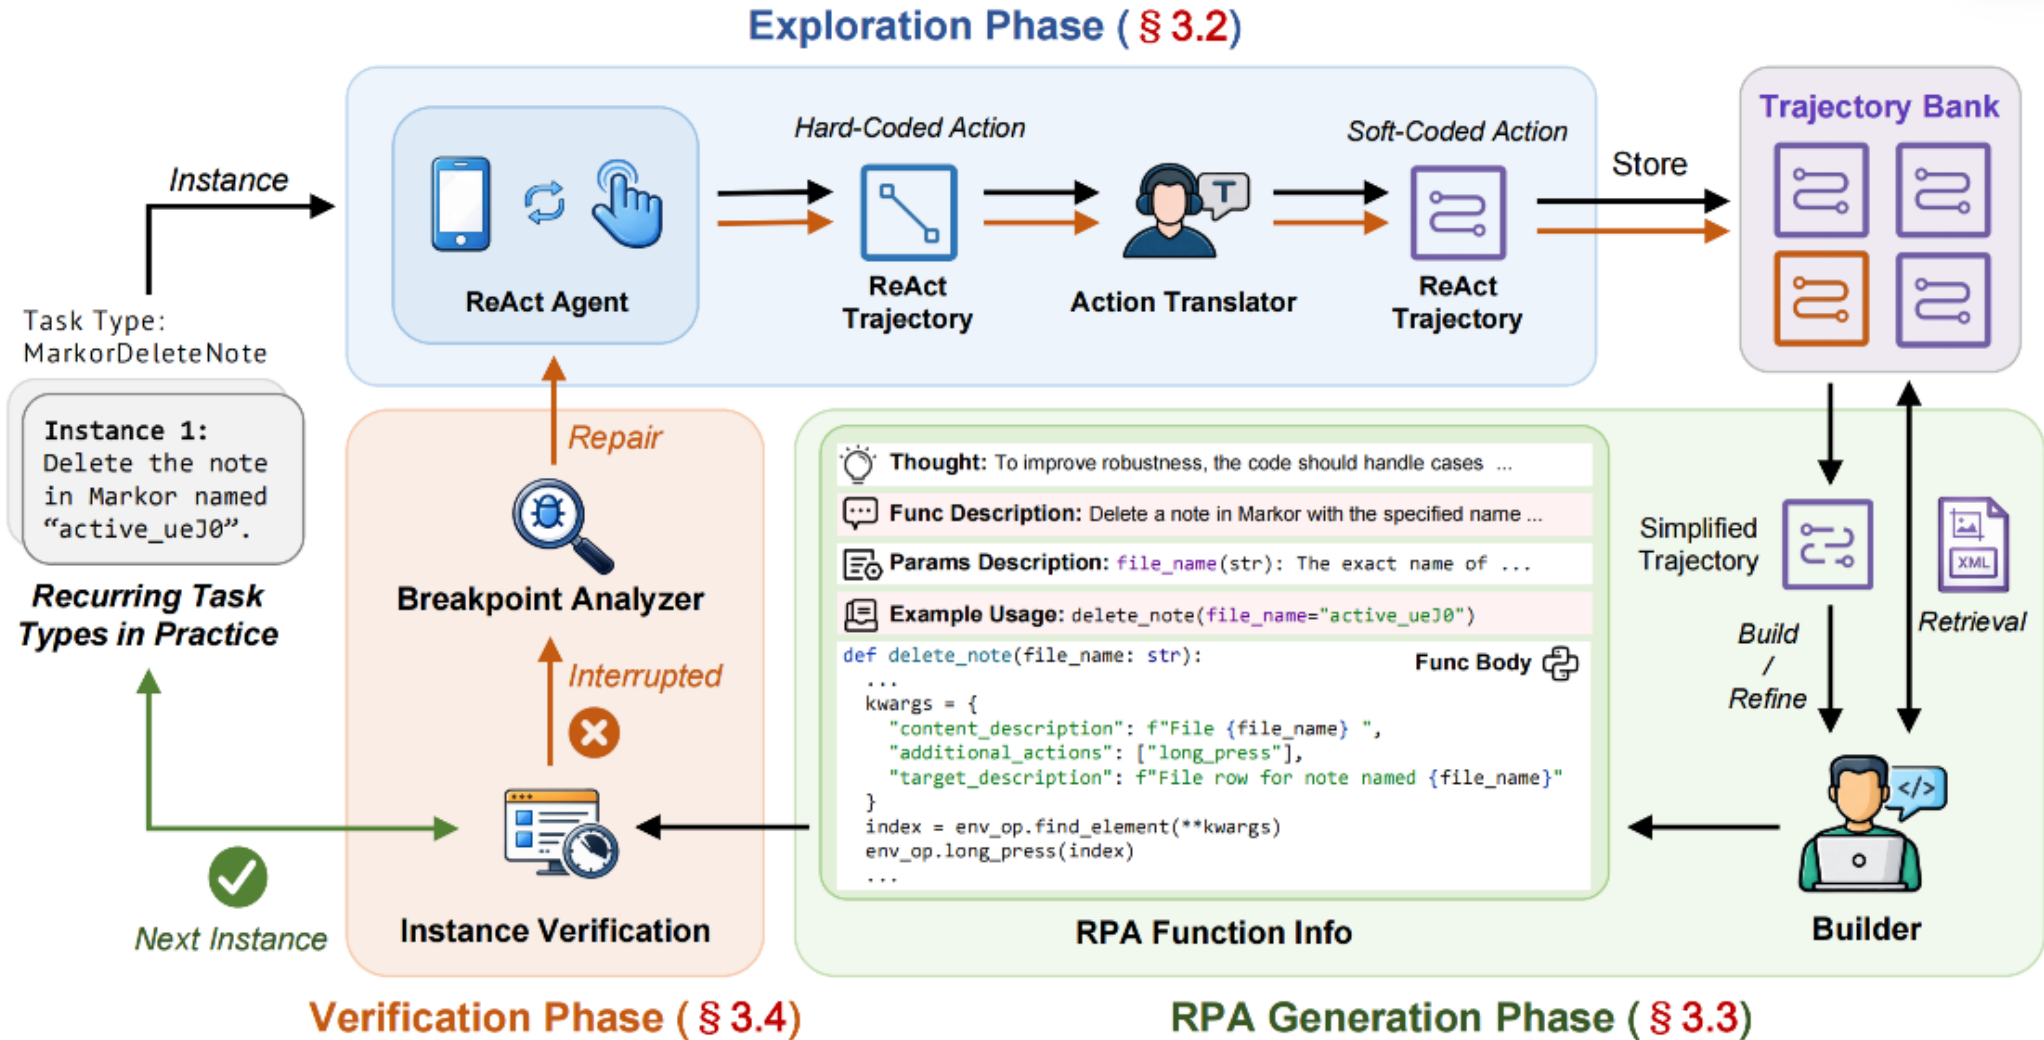 Exploration Phase ( § 3.2)
Instance
Task Type:
MarkorDeleteNote
Instance 1:
Delete the note
in Markor named
“active_ueJ0”.
Recurring Task
Types in Practice
Next Instance
ReAct Agent
Hard-Coded Action
ReAct
Trajectory
T
Action Translator
Soft-Coded Action
ReAct
Trajectory
Store
Trajectory Bank
Repair
Breakpoint Analyzer
Interrupted
Instance Verification
Verification Phase ( § 3.4)
Thought: To improve robustness, the code should handle cases ...
Func Description: Delete a note in Markor with the specified name ...
Params Description: file_name(str): The exact name of ...
Example Usage: delete_note(file_name="active_ueJ0")
def delete_note(file_name: str):
Func Body
...
kwargs = {
"content_description": f"File {file_name} ",
"additional_actions": ["long_press"],
"target_description": f"File row for note named {file_name}"
}
index = env_op.find_element(**kwargs)
env_op.long_press(index)
...
RPA Function Info
Simplified
Trajectory
XML
Retrieval
Build
/
Refine
</>
Builder
RPA Generation Phase ( § 3.3)